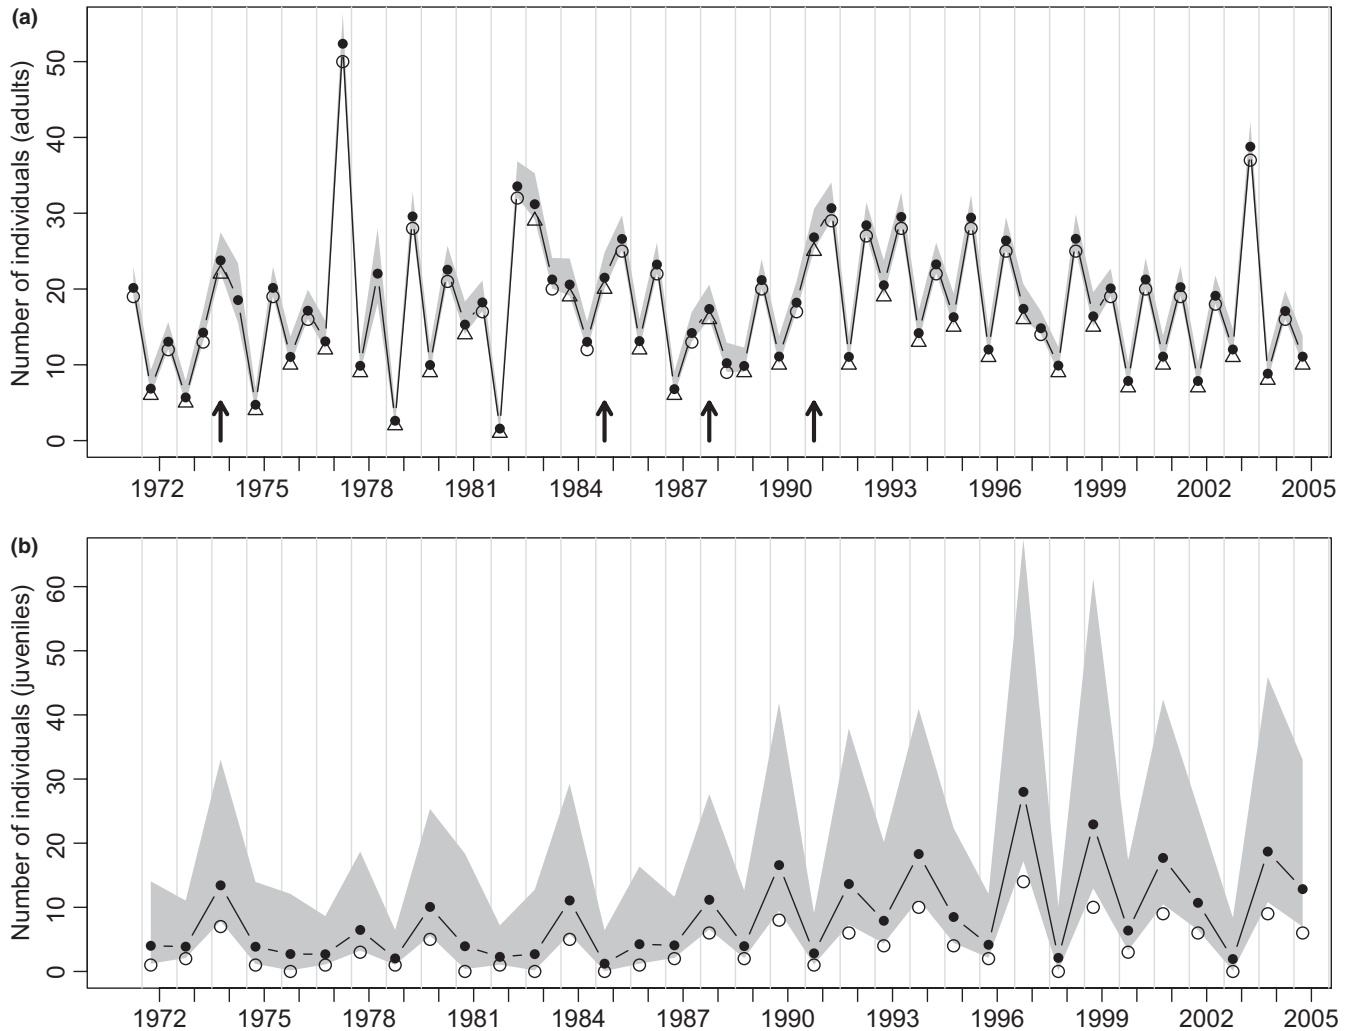 (a)
Number of individuals (adults)
0 10 20 30 40 50
1972 1975 1978 1981 1984 1987 1990 1993 1996 1999 2002 2005
(b)
Number of individuals (juveniles)
0 10 20 30 40 50 60
1972 1975 1978 1981 1984 1987 1990 1993 1996 1999 2002 2005